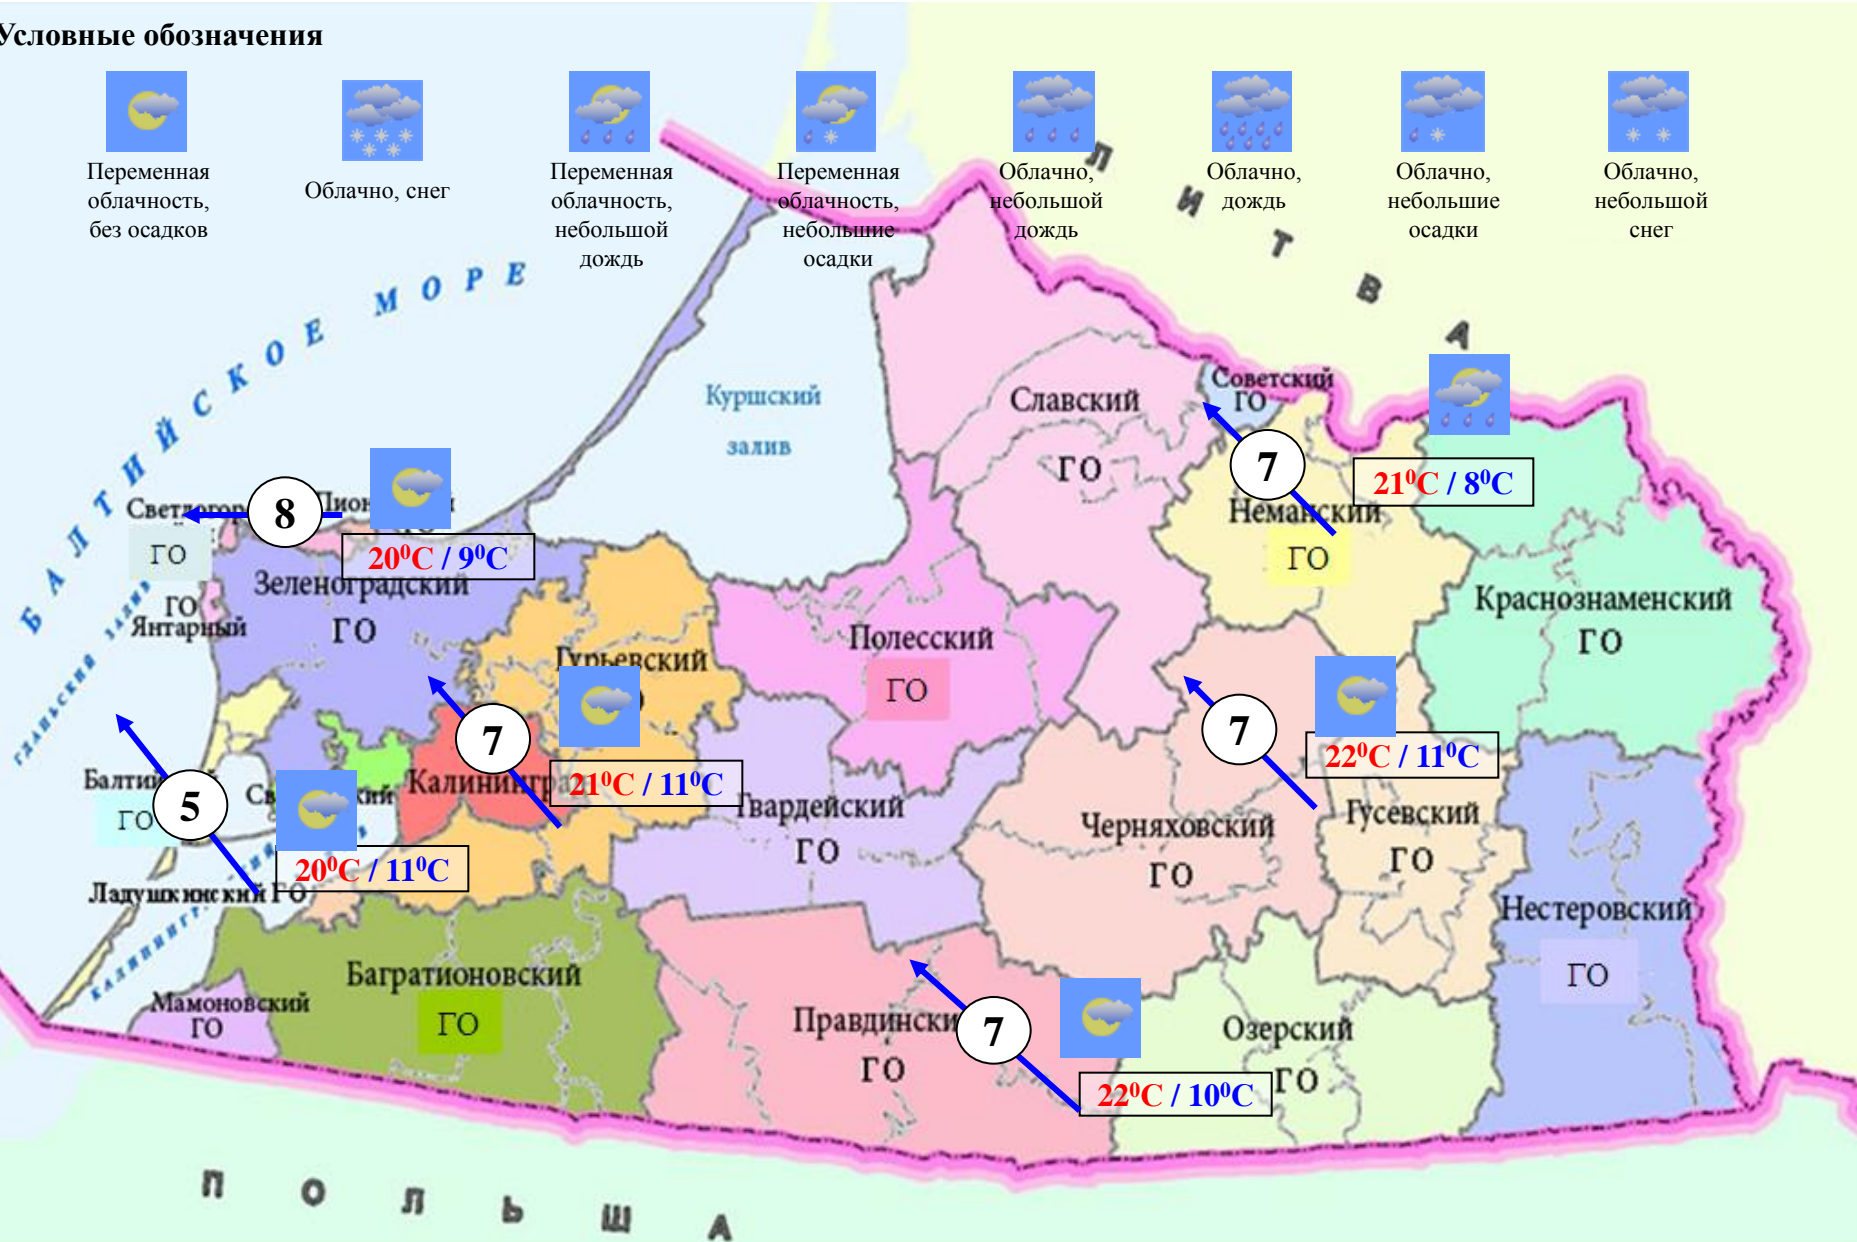 Условные обозначения
Переменная
облачность,
без осадков
Облачно, снег
Переменная
облачность,
небольшой
дождь
Переменная
облачность,
небольшие
осадки
Облачно,
небольшой
дождь
Облачно,
дождь
Облачно,
небольшие
осадки
Облачно,
небольшой
снег
ЛИТВА
БАЛТИЙСКОЕ МОРЕ
Куршский
залив
Славский
ГО
Советский
ГО
7
21⁰С / 8⁰С
Неманский
ГО
8
20⁰С / 9⁰С
ГО
Зеленоградский
ГО
ГО
Янтарный
Краснознаменский
ГО
Полесский
ГО
Гурьевский
7
21⁰С / 11⁰С
7
22⁰С / 11⁰С
ГО
5
20⁰С / 11⁰С
Гвардейский
ГО
Черняховский
ГО
Гусевский
ГО
Ладушкинский ГО
Нестеровский
ГО
Багратионовский
ГО
Мамоновский
ГО
ГО
7
22⁰С / 10⁰С
Озерский
ГО
ПОЛЬША